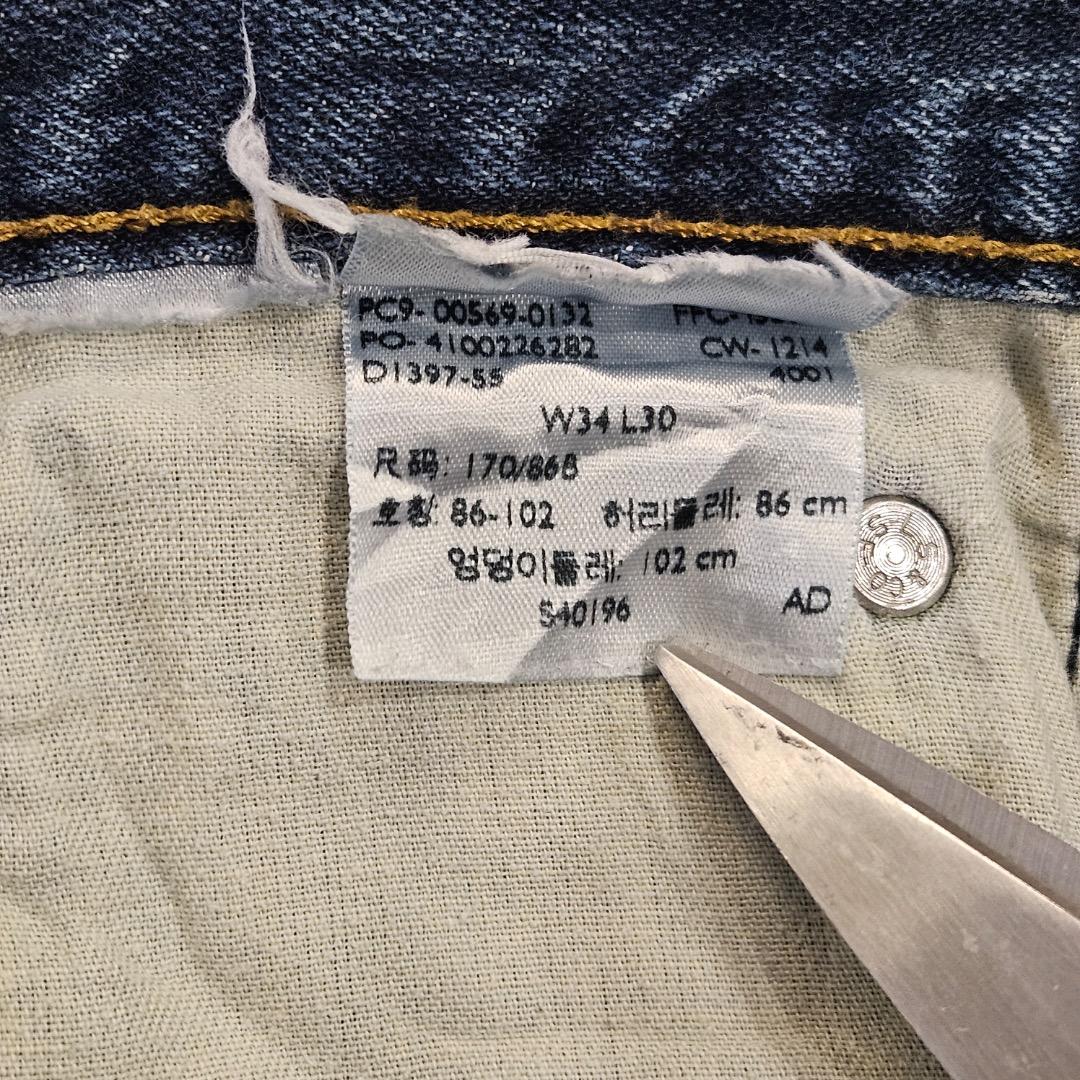 PC9- 00569-0132
PO- 4100226282 CW- 1214
D1397-55 4001
W34 L30
尺码: 170/86B
호칭: 86-102 허리둘레: 86 cm
엉덩이둘레: 102 cm
S40196 AD